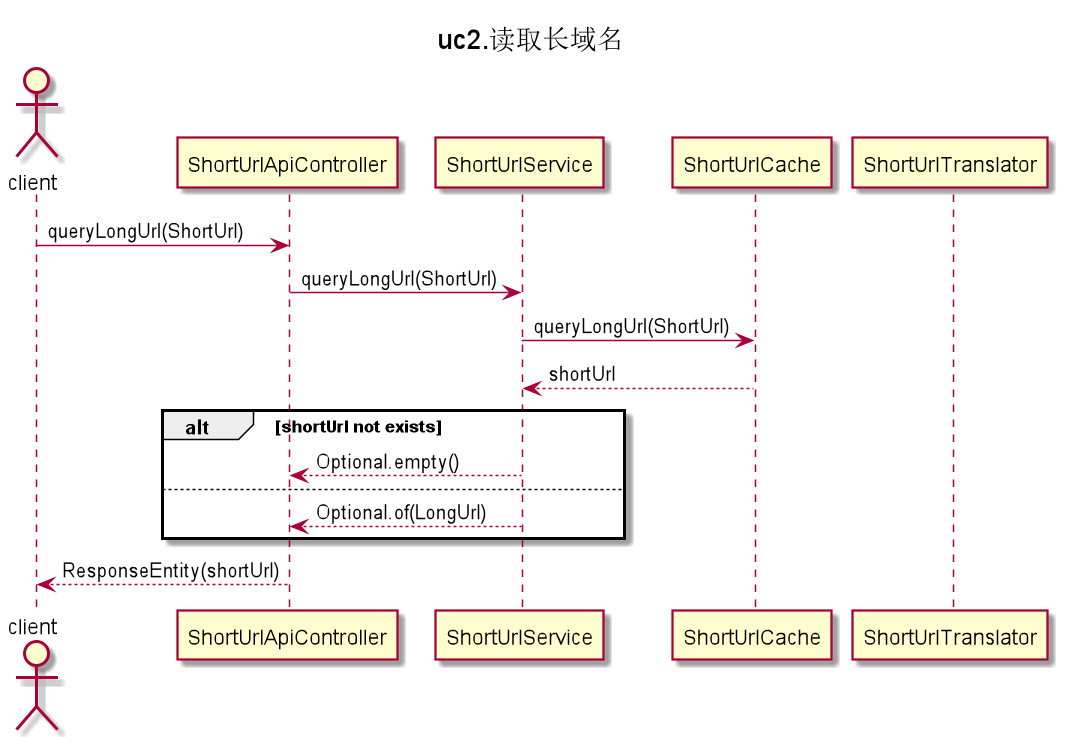 uc2.读取长域名
client
ShortUrlApiController
ShortUrlService
ShortUrlCache
ShortUrlTranslator
queryLongUrl(ShortUrl)
queryLongUrl(ShortUrl)
queryLongUrl(ShortUrl)
shortUrl
alt
[shortUrl not exists]
Optional.empty()
Optional.of(LongUrl)
ResponseEntity(shortUrl)
client
ShortUrlApiController
ShortUrlService
ShortUrlCache
ShortUrlTranslator